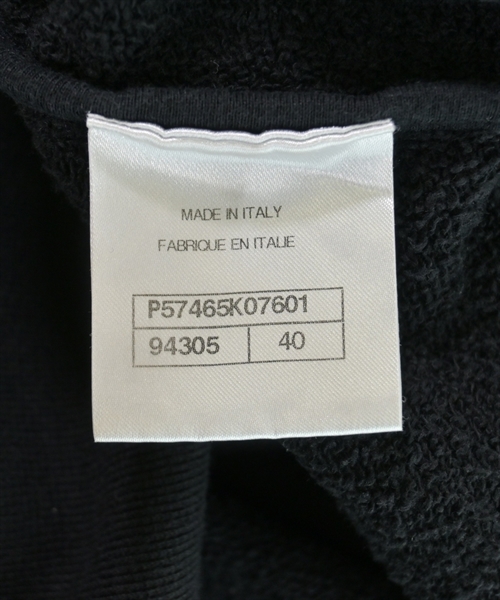 MADE IN ITALY
FABRIQUE EN ITALIE
P57465K07601
94305 40